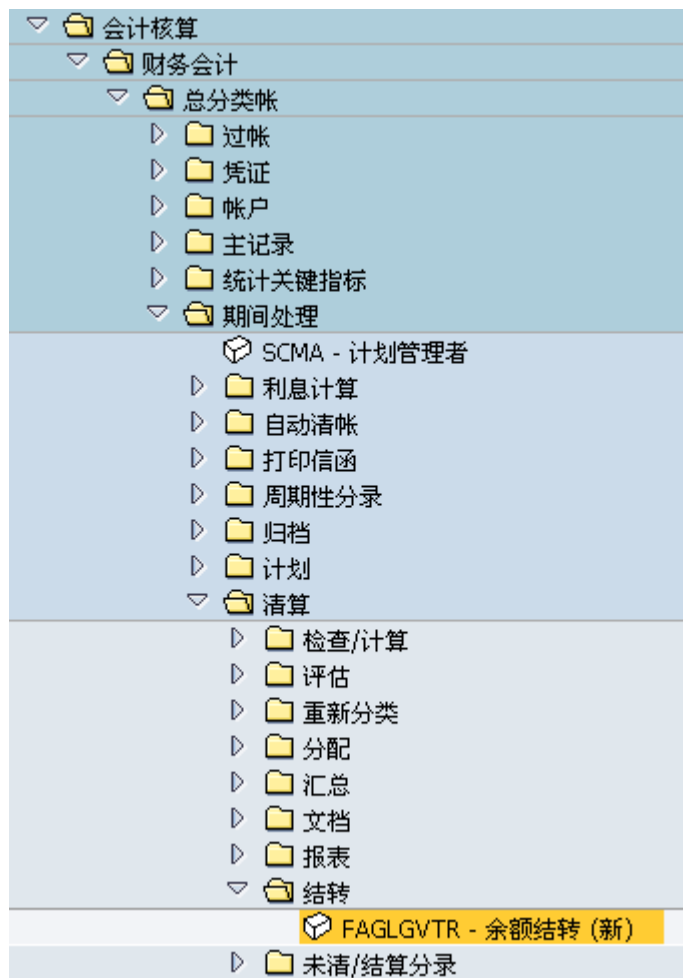 会计核算
财务会计
总分类帐
过帐
凭证
帐户
主记录
统计关键指标
期间处理
SCMA - 计划管理者
利息计算
自动清帐
打印信函
周期性分录
归档
计划
清算
检查/计算
评估
重新分类
分配
汇总
文档
报表
结转
FAGLGVTR - 余额结转 (新)
未清/结算分录